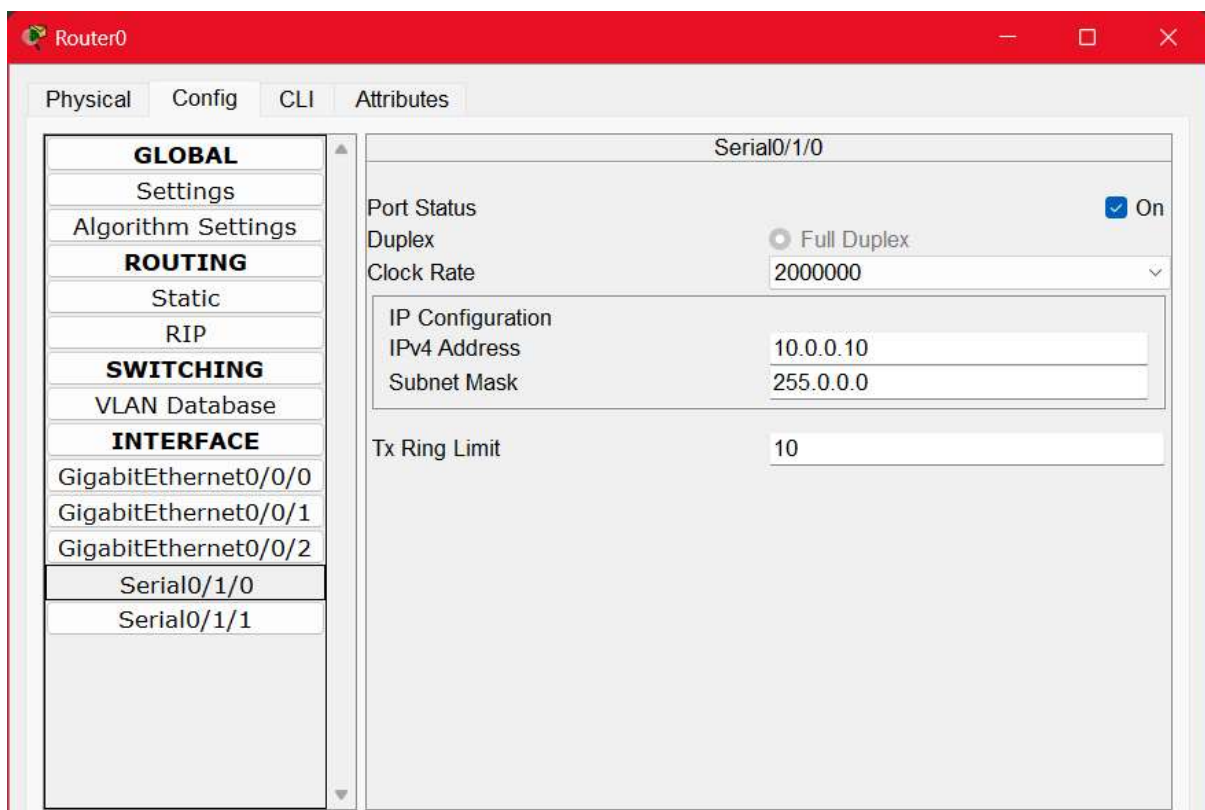 Router0
Physical Config CLI Attributes
GLOBAL
Settings
Algorithm Settings
ROUTING
Static
RIP
SWITCHING
VLAN Database
INTERFACE
GigabitEthernet0/0/0
GigabitEthernet0/0/1
GigabitEthernet0/0/2
Serial0/1/0
Serial0/1/1
Serial0/1/0
Port Status On
Duplex Full Duplex
Clock Rate 2000000
IP Configuration
IPv4 Address 10.0.0.10
Subnet Mask 255.0.0.0
Tx Ring Limit 10